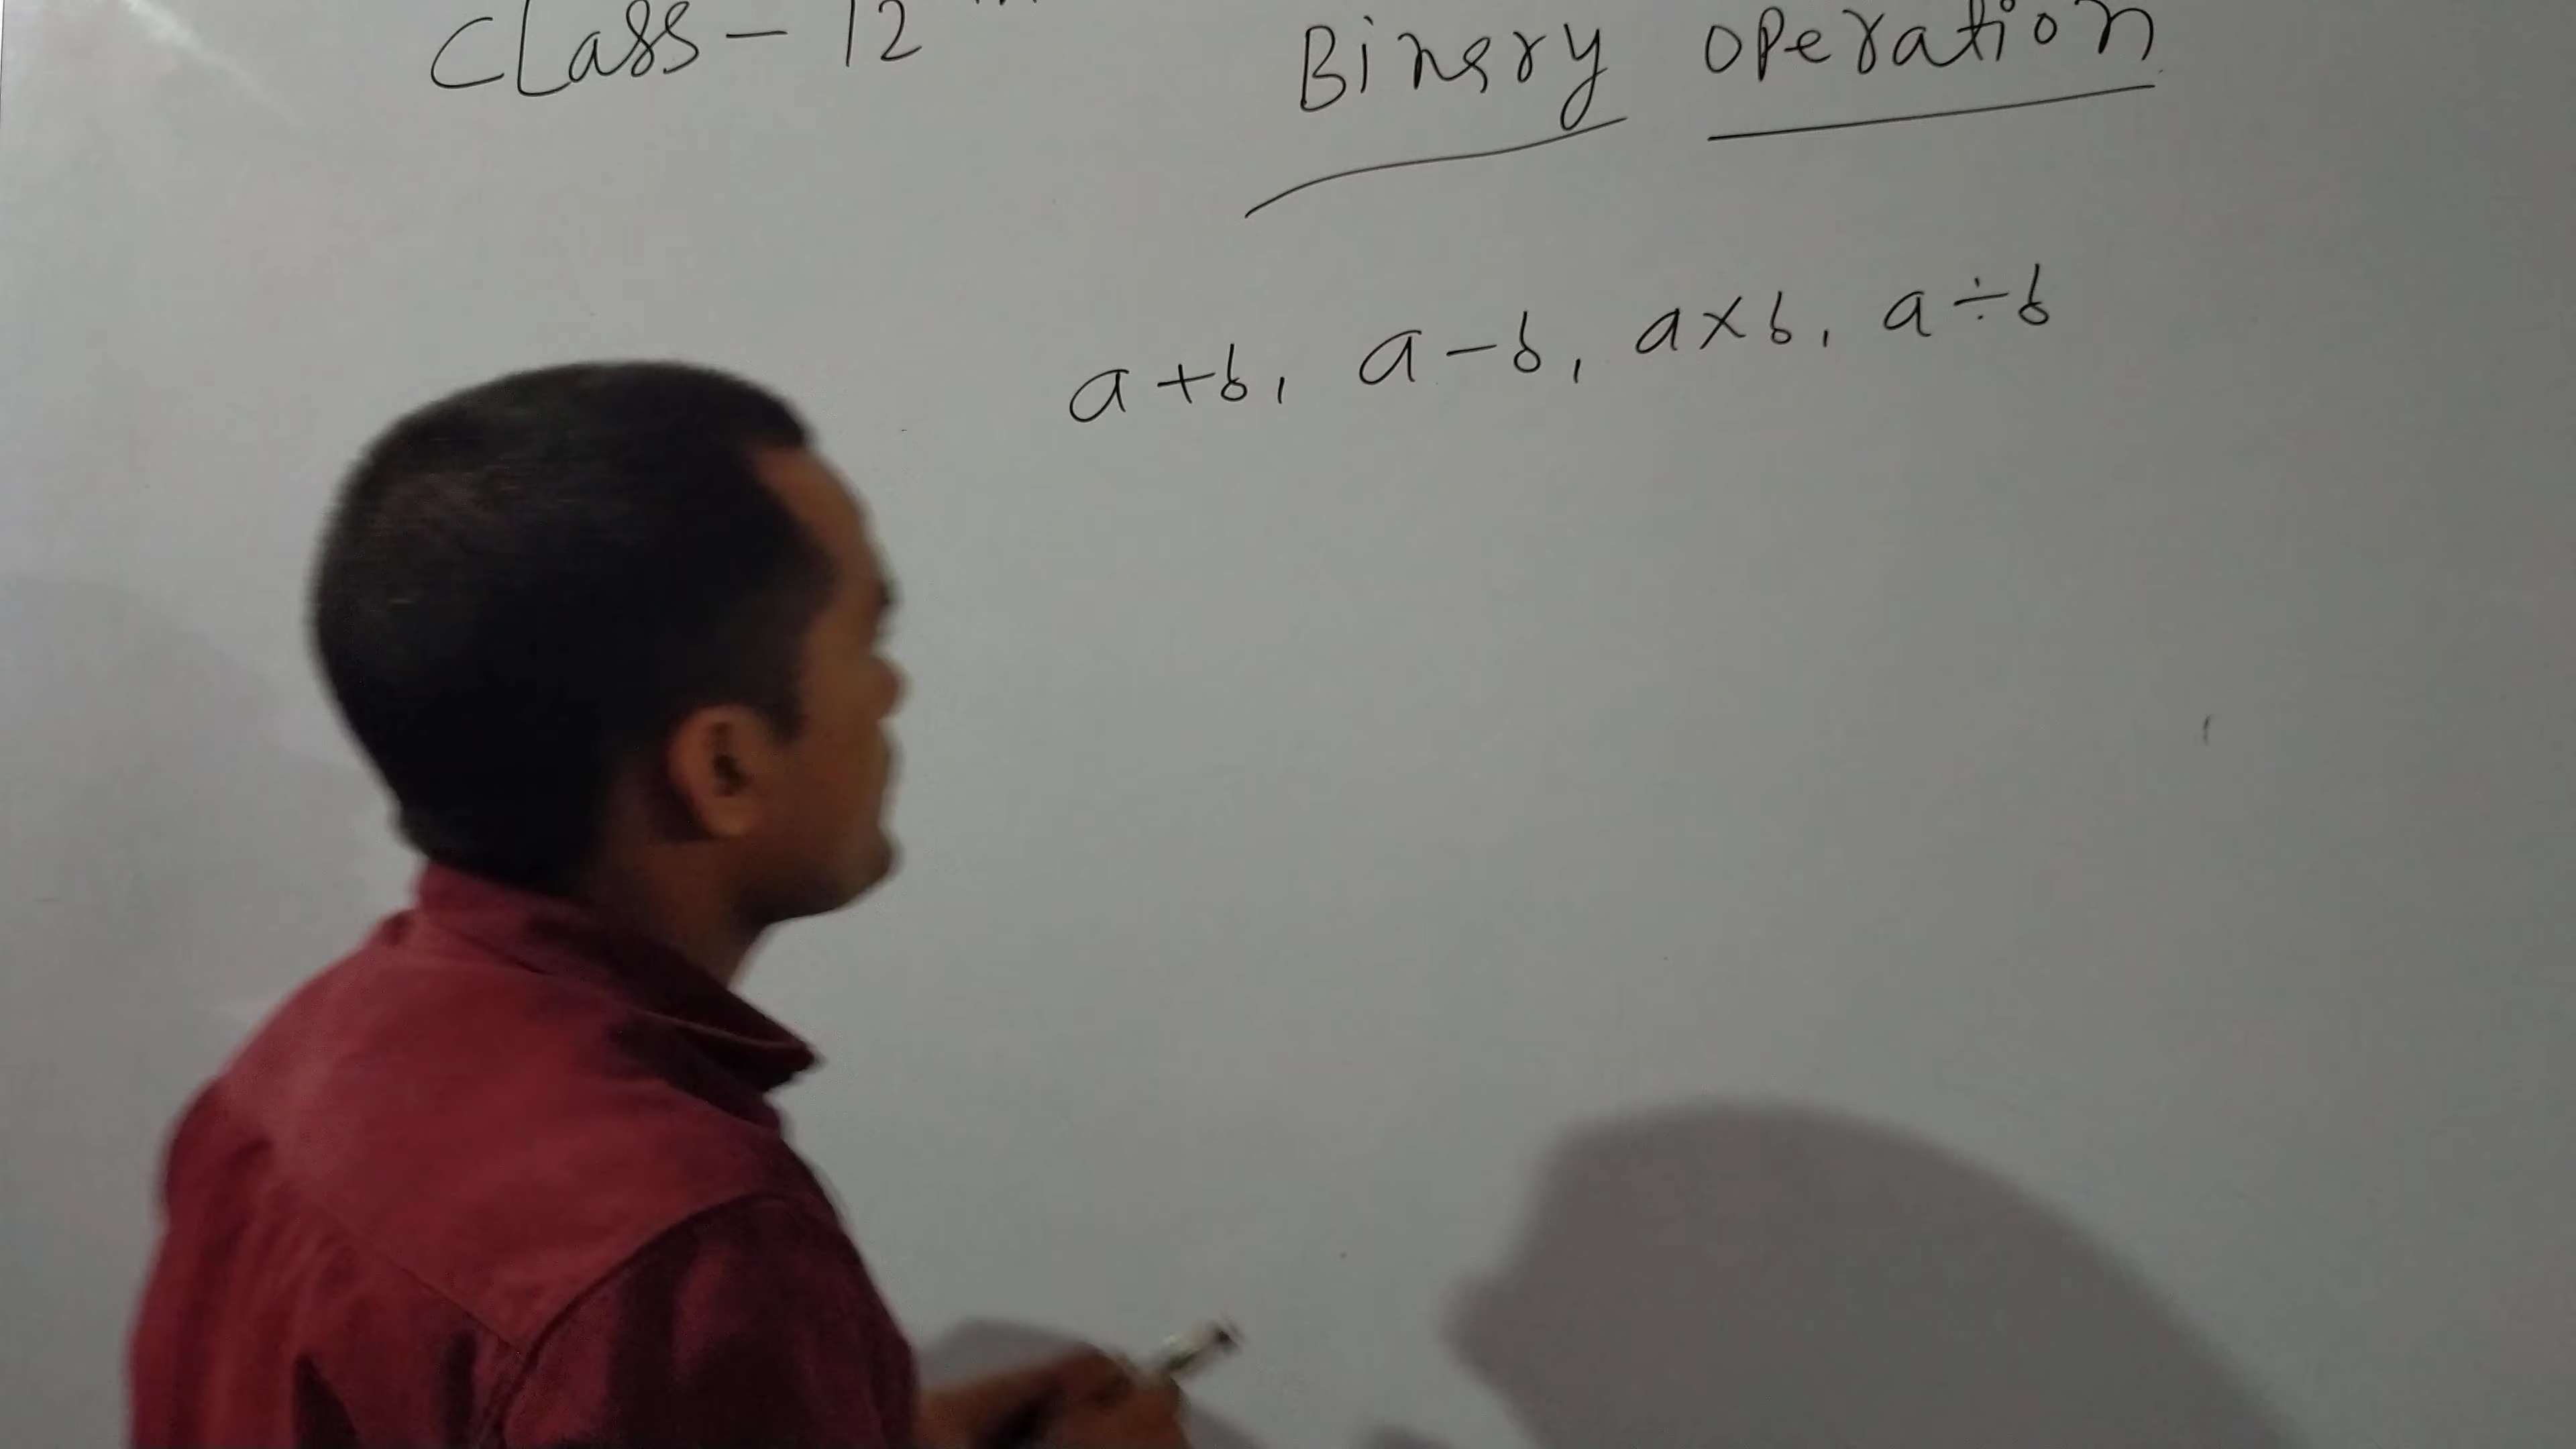 Class - 12
Binary operation
a + b, a - b, a × b, a ÷ b